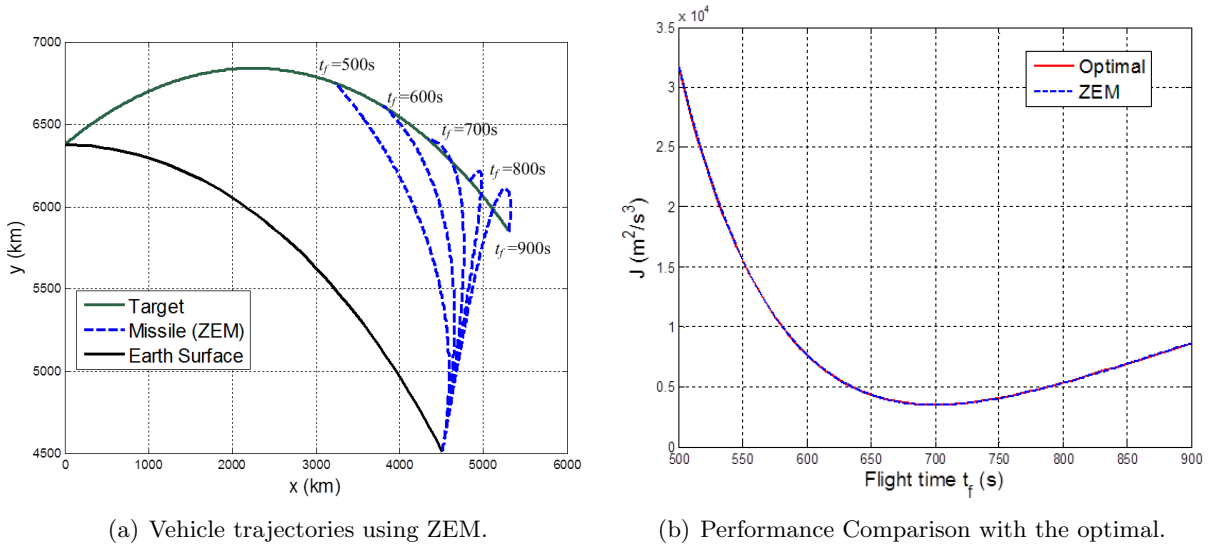 7000
6500
6000
5500
5000
4500
0
1000
2000
3000
4000
5000
6000
y (km)
x (km)
t_f=500s
t_f=600s
t_f=700s
t_f=800s
t_f=900s
Target
Missile (ZEM)
Earth Surface
(a) Vehicle trajectories using ZEM.
x 10^4
3.5
3
2.5
2
1.5
1
0.5
0
500
550
600
650
700
750
800
850
900
J (m²/s³)
Flight time t_f (s)
Optimal
ZEM
(b) Performance Comparison with the optimal.